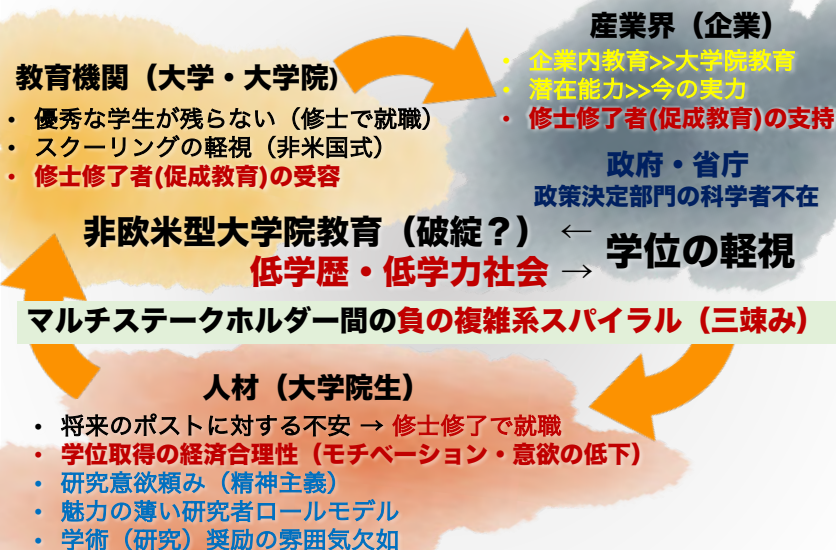 産業界（企業）
• 企業内教育>>大学院教育
• 潜在能力>>今の実力
• 修士修了者(促成教育)の支持
教育機関（大学・大学院)
• 優秀な学生が残らない（修士で就職）
• スクーリングの軽視（非米国式）
• 修士修了者(促成教育)の受容
政府・省庁
政策決定部門の科学者不在
非欧米型大学院教育（破綻？） ←
低学歴・低学力社会 →
学位の軽視
マルチステークホルダー間の負の複雑系スパイラル（三竦み）
人材（大学院生）
• 将来のポストに対する不安 → 修士修了で就職
• 学位取得の経済合理性（モチベーション・意欲の低下）
• 研究意欲頼み（精神主義）
• 魅力の薄い研究者ロールモデル
• 学術（研究）奨励の雰囲気欠如